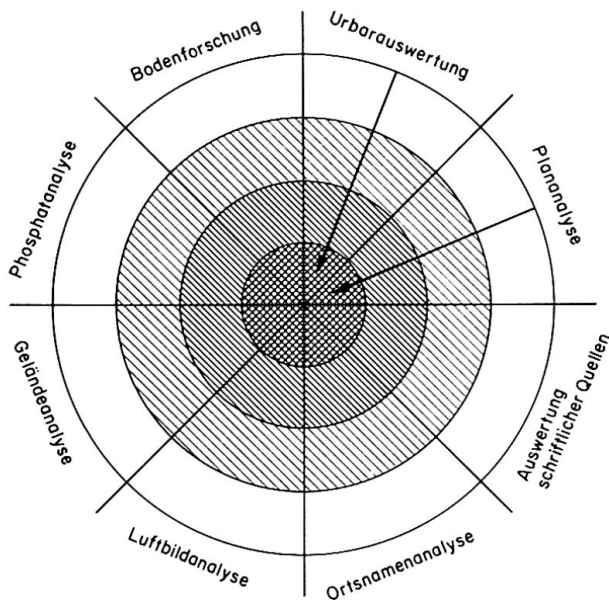 Bodenforschung
Urbarauswertung
Plananalyse
Auswertung
schriftlicher Quellen
Ortsnamenanalyse
Luftbildanalyse
Geländeanalyse
Phosphatanalyse